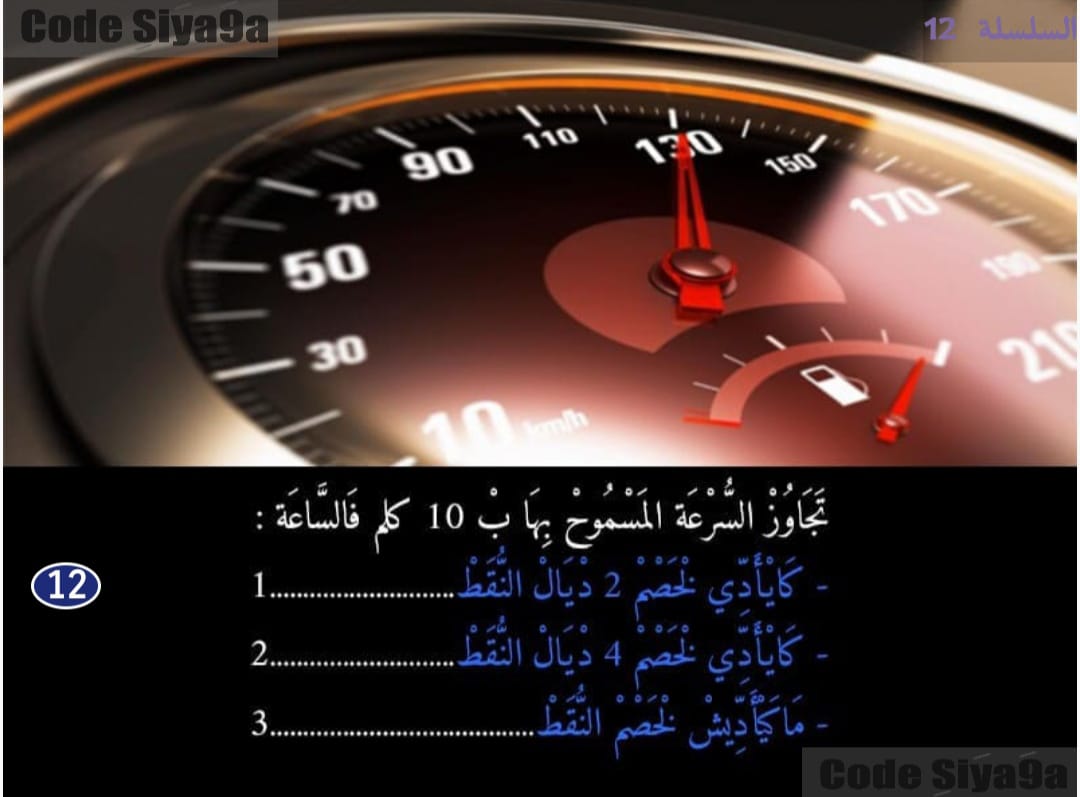 Code Siya9a
السلسلة 12
10
30
50
70
90
110
130
150
170
190
210
km/h
تَجَاوُزْ السُّرْعَة المَسْمُوحْ بِهَا بْ 10 كلم فَالسَّاعَة :
- كَايْأَدِّي لْخَصْمْ 2 دْيَالْ النُّقَطْ............................1
- كَايْأَدِّي لْخَصْمْ 4 دْيَالْ النُّقَطْ............................2
- مَاكَيْأَدِّيشْ لْخَصْمْ النُّقَطْ........................................3
12
Code Siya9a